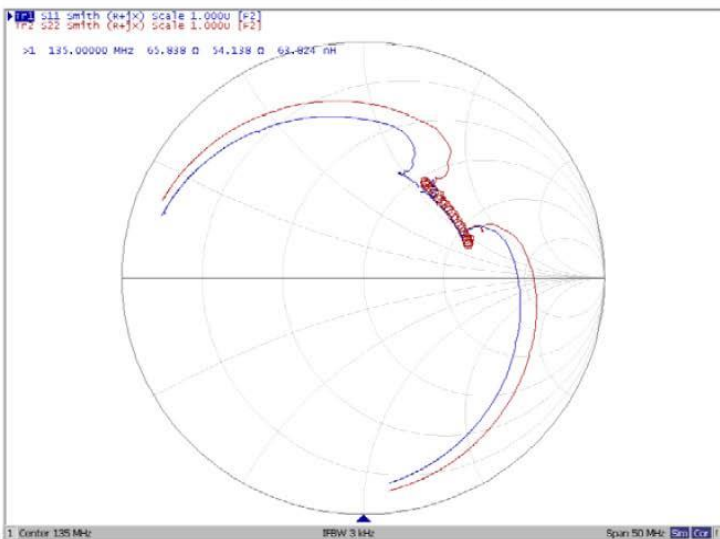 Tr1 S11 Smith (R+jX) Scale 1.000U [F2]
Tr2 S22 Smith (R+jX) Scale 1.000U [F2]
>1 135.00000 MHz 65.838 Ω 54.138 Ω 63.824 nH
1 Center 135 MHz IFBW 3 kHz Span 50 MHz Sim Cor !